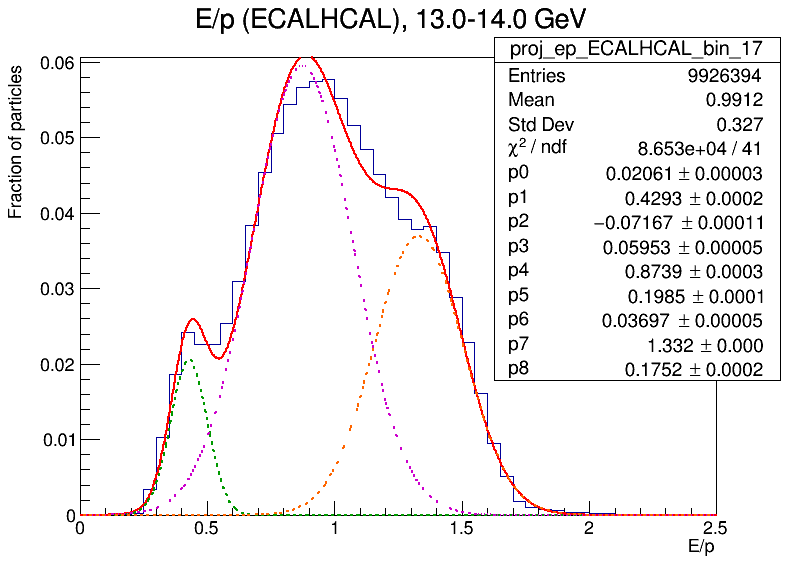 E/p (ECALHCAL), 13.0-14.0 GeV
proj_ep_ECALHCAL_bin_17
Entries 9926394
Mean 0.9912
Std Dev 0.327
χ² / ndf 8.653e+04 / 41
p0 0.02061 ± 0.00003
p1 0.4293 ± 0.0002
p2 −0.07167 ± 0.00011
p3 0.05953 ± 0.00005
p4 0.8739 ± 0.0003
p5 0.1985 ± 0.0001
p6 0.03697 ± 0.00005
p7 1.332 ± 0.000
p8 0.1752 ± 0.0002
Fraction of particles
0.06
0.05
0.04
0.03
0.02
0.01
0
0 0.5 1 1.5 2 2.5
E/p